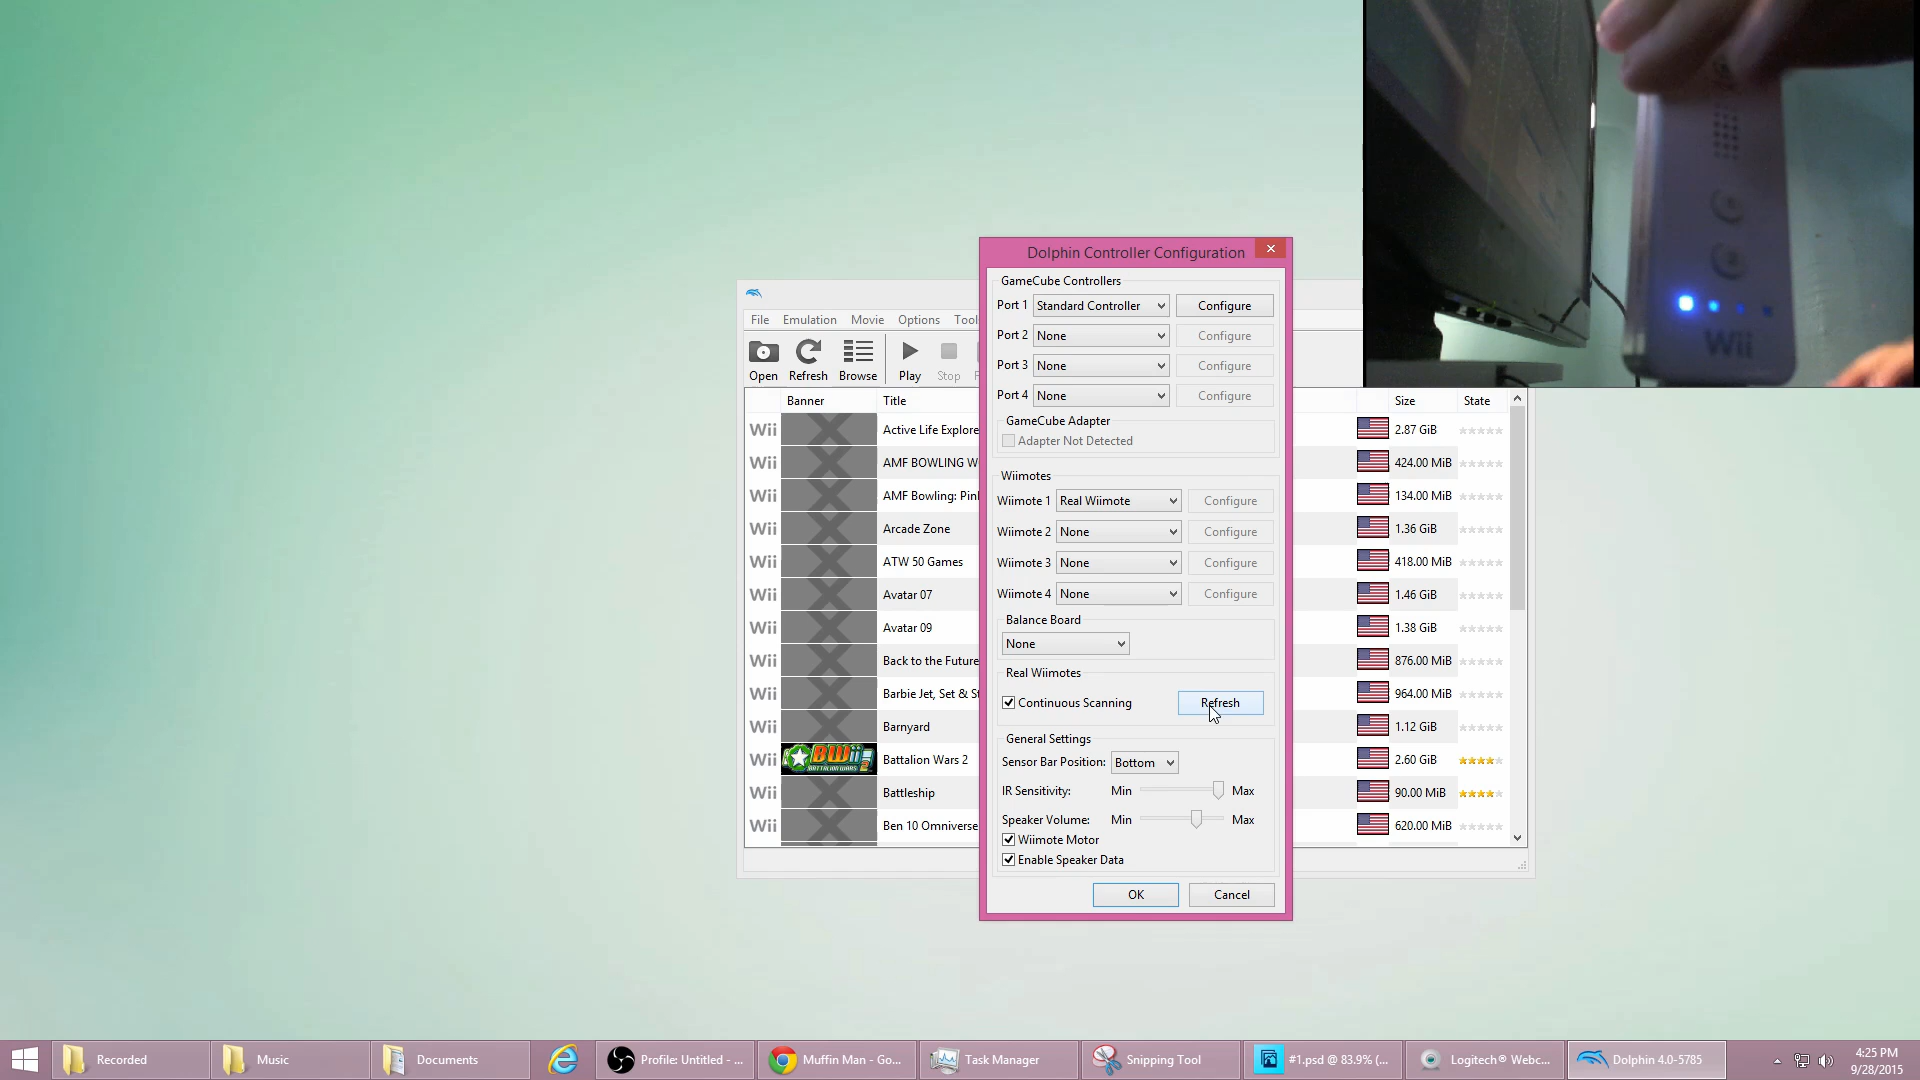 Dolphin Controller Configuration
GameCube Controllers
Port 1 Standard Controller Configure
Port 2 None Configure
Port 3 None Configure
Port 4 None Configure
GameCube Adapter
Adapter Not Detected
Wiimotes
Wiimote 1 Real Wiimote Configure
Wiimote 2 None Configure
Wiimote 3 None Configure
Wiimote 4 None Configure
Balance Board
None
Real Wiimotes
Continuous Scanning Refresh
General Settings
Sensor Bar Position: Bottom
IR Sensitivity: Min Max
Speaker Volume: Min Max
Wiimote Motor
Enable Speaker Data
OK Cancel
File Emulation Movie Options Tool
Open Refresh Browse Play Stop
Banner Title Size State
Wii Active Life Explore 2.87 GiB
Wii AMF BOWLING W 424.00 MiB
Wii AMF Bowling: Pin 134.00 MiB
Wii Arcade Zone 1.36 GiB
Wii ATW 50 Games 418.00 MiB
Wii Avatar 07 1.46 GiB
Wii Avatar 09 1.38 GiB
Wii Back to the Future 876.00 MiB
Wii Barbie Jet, Set & St 964.00 MiB
Wii Barnyard 1.12 GiB
Wii BWii BATTALION WARS Battalion Wars 2 2.60 GiB
Wii Battleship 90.00 MiB
Wii Ben 10 Omniverse 620.00 MiB
Wii
Recorded Music Documents Profile: Untitled - ... Muffin Man - Go... Task Manager Snipping Tool #1.psd @ 83.9% (... Logitech® Webc... Dolphin 4.0-5785
4:25 PM
9/28/2015